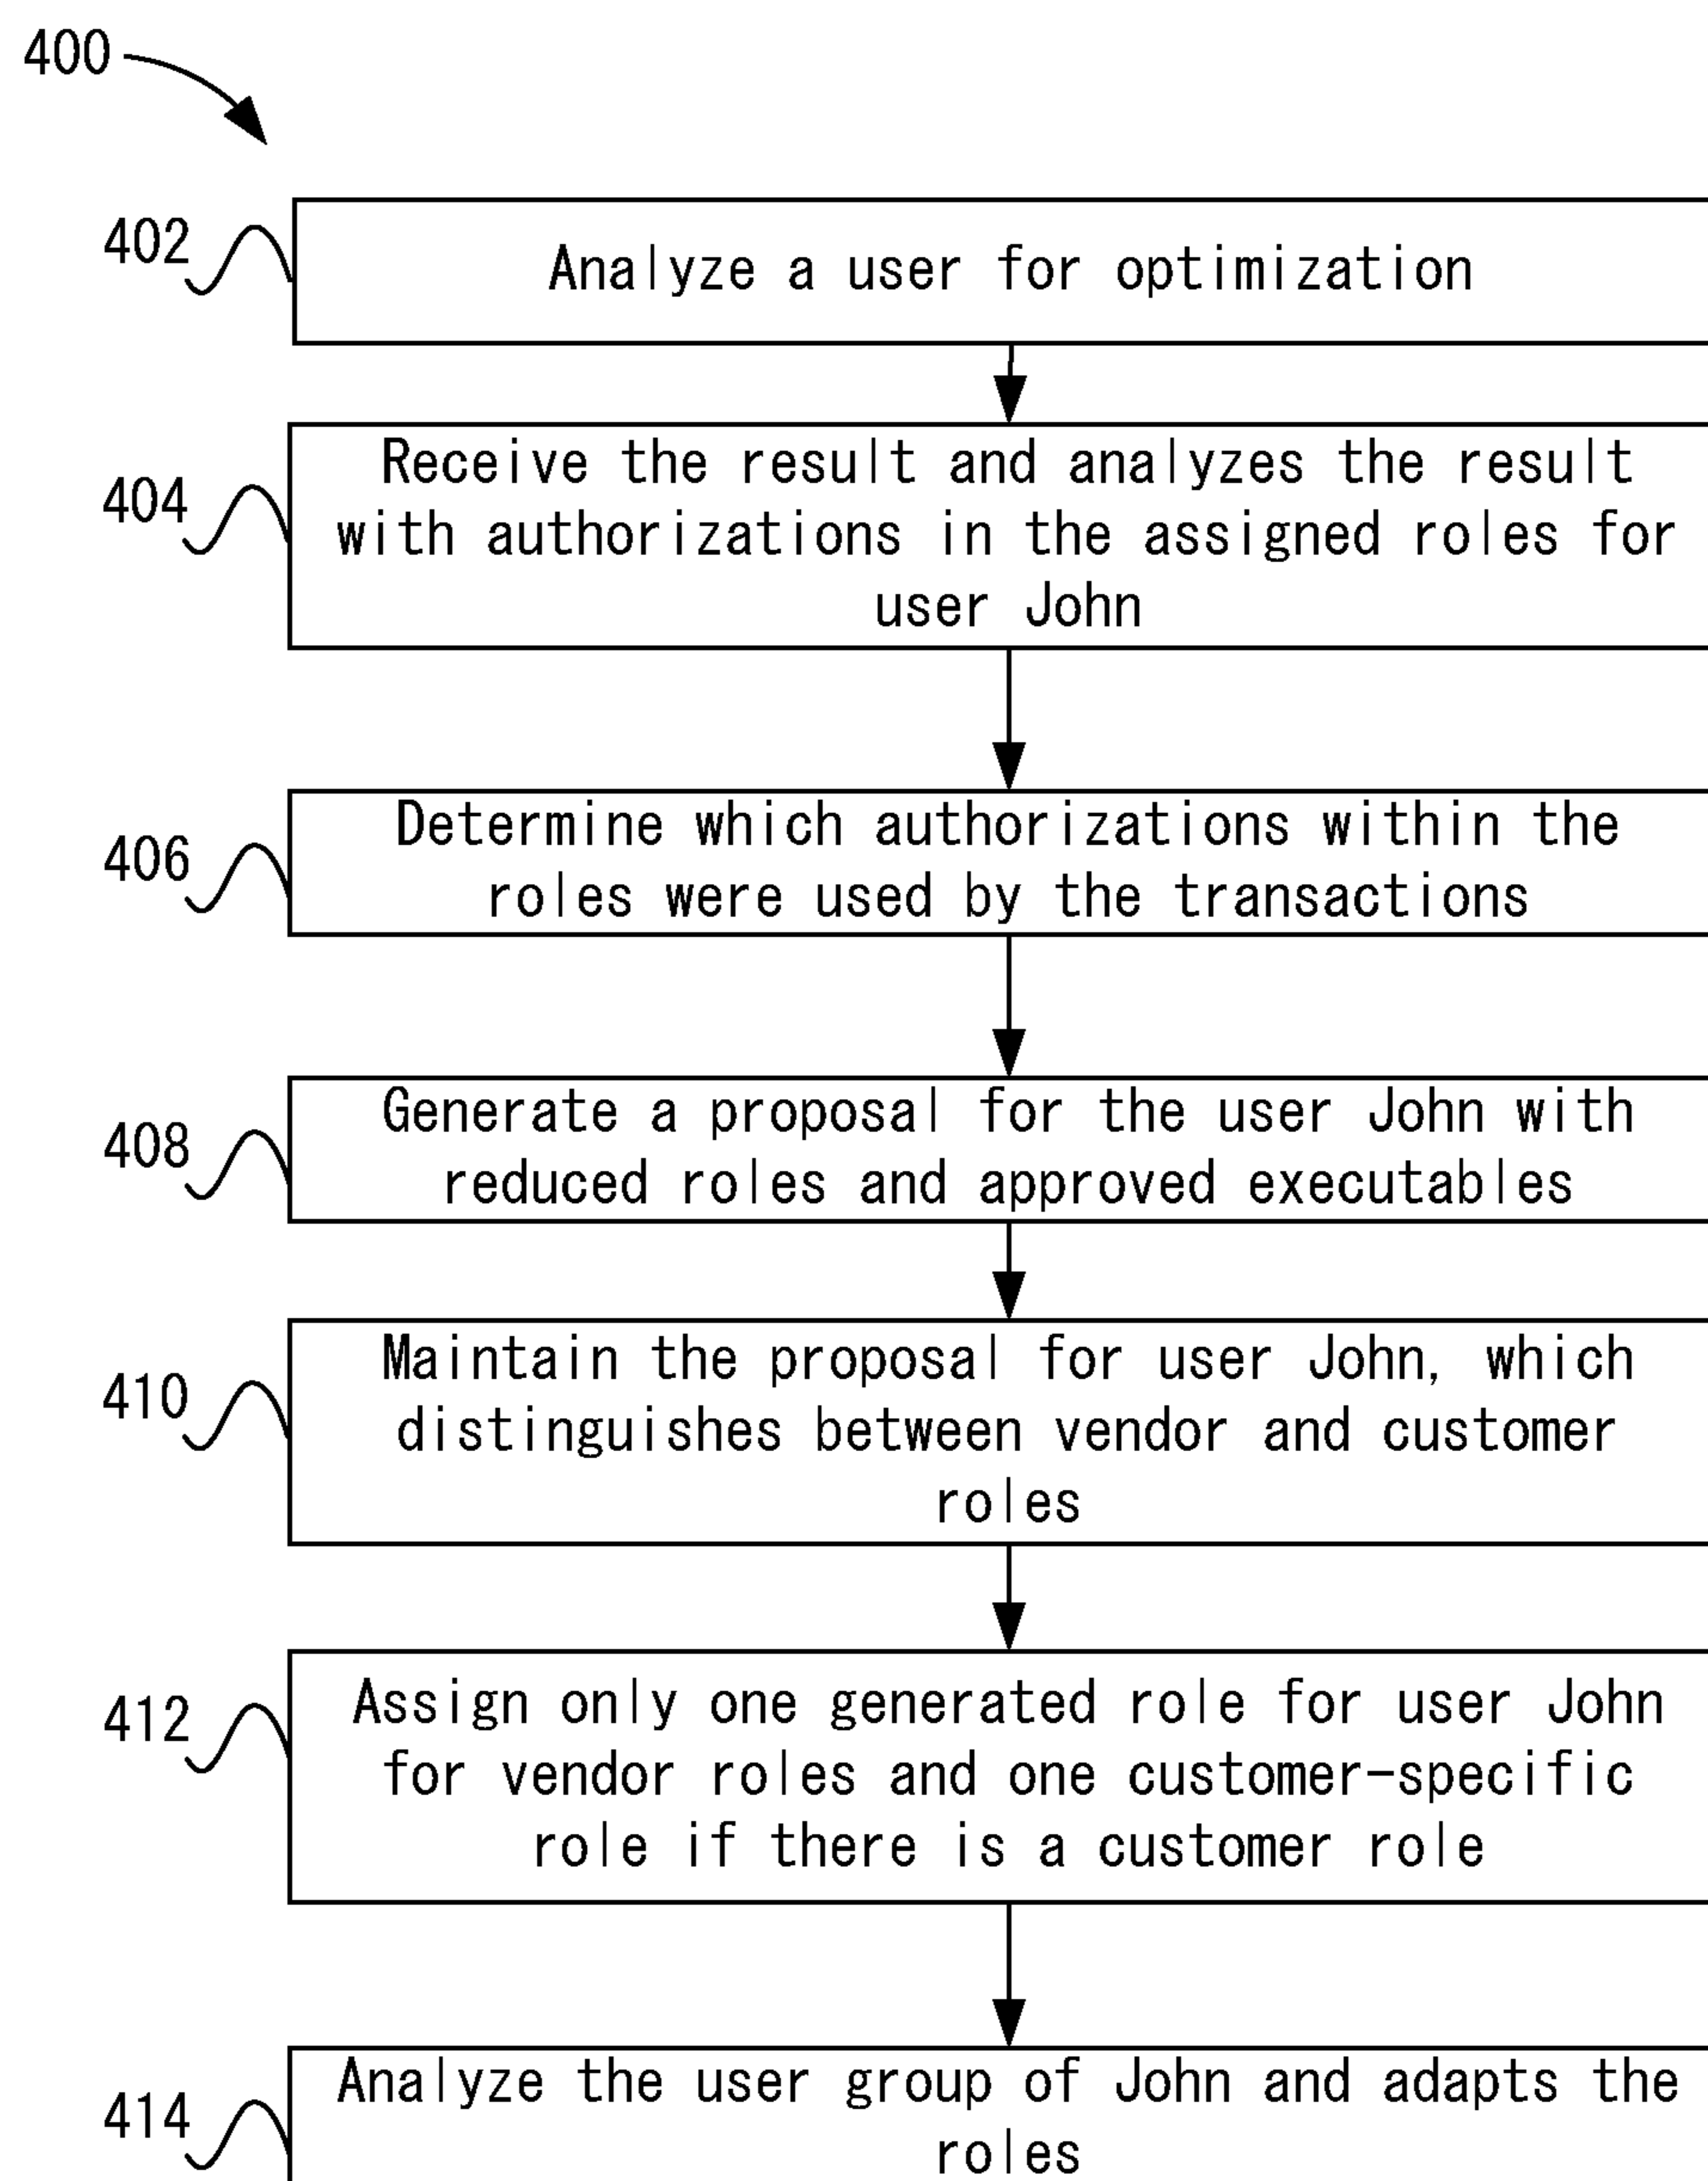 400
402
Analyze a user for optimization
404
Receive the result and analyzes the result
with authorizations in the assigned roles for
user John
406
Determine which authorizations within the
roles were used by the transactions
408
Generate a proposal for the user John with
reduced roles and approved executables
410
Maintain the proposal for user John, which
distinguishes between vendor and customer
roles
412
Assign only one generated role for user John
for vendor roles and one customer-specific
role if there is a customer role
414
Analyze the user group of John and adapts the
roles